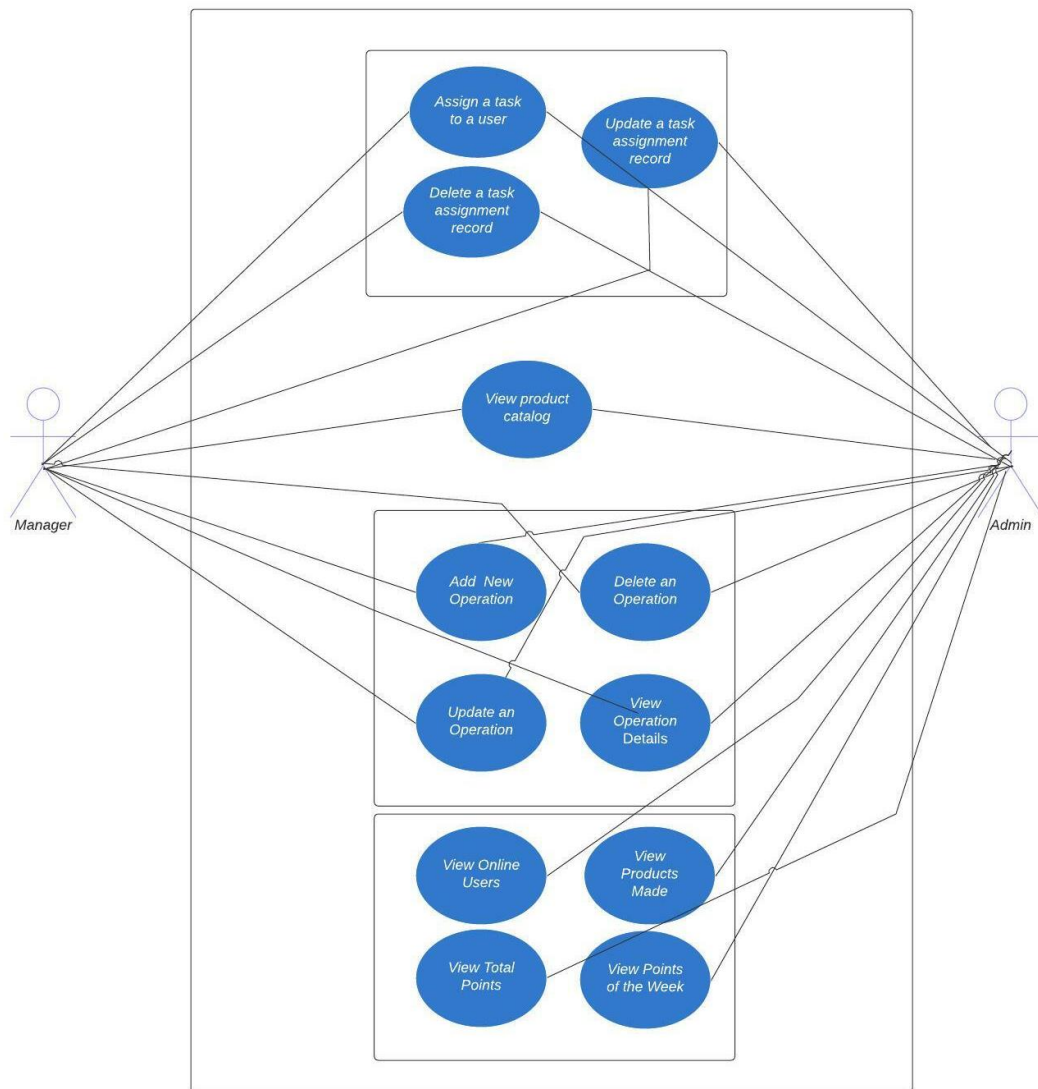 Assign a task
to a user
Update a task
assignment
record
Delete a task
assignment
record
View product
catalog
Manager
Admin
Add  New
Operation
Delete an
Operation
Update an
Operation
View
Operation
Details
View Online
Users
View
Products
Made
View Total
Points
View Points
of the Week